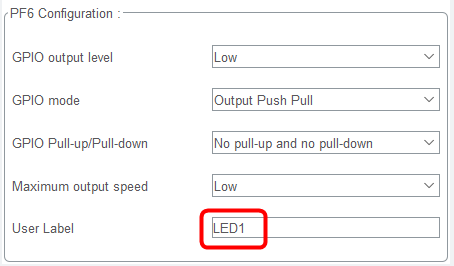 PF6 Configuration :
GPIO output level Low
GPIO mode Output Push Pull
GPIO Pull-up/Pull-down No pull-up and no pull-down
Maximum output speed Low
User Label LED1